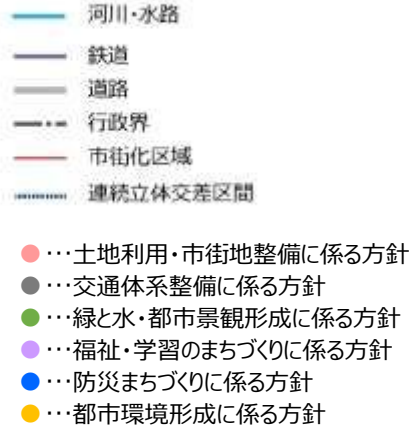 河川・水路
鉄道
道路
行政界
市街化区域
連続立体交差区間
●…土地利用・市街地整備に係る方針
●…交通体系整備に係る方針
●…緑と水・都市景観形成に係る方針
●…福祉・学習のまちづくりに係る方針
●…防災まちづくりに係る方針
●…都市環境形成に係る方針